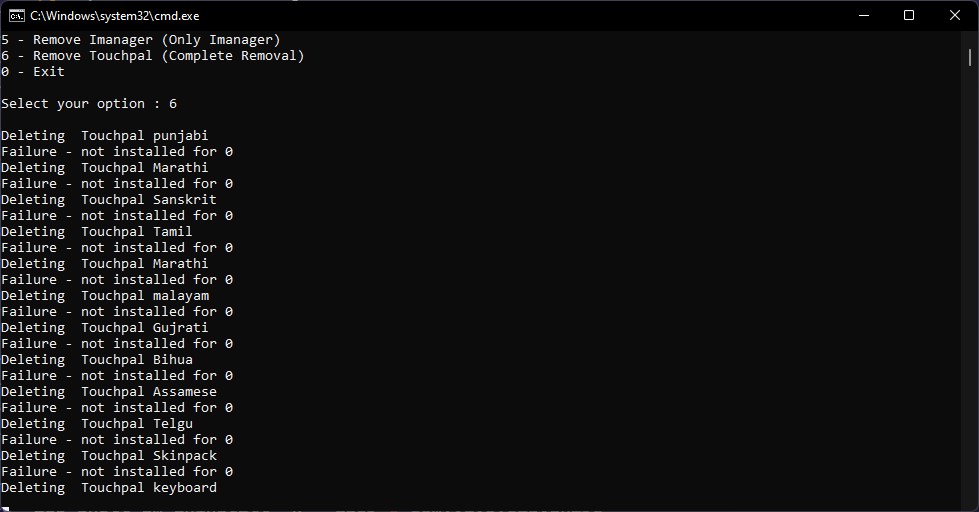 C:\Windows\system32\cmd.exe
5 - Remove Imanager (Only Imanager)
6 - Remove Touchpal (Complete Removal)
0 - Exit
Select your option : 6
Deleting  Touchpal punjabi
Failure - not installed for 0
Deleting  Touchpal Marathi
Failure - not installed for 0
Deleting  Touchpal Sanskrit
Failure - not installed for 0
Deleting  Touchpal Tamil
Failure - not installed for 0
Deleting  Touchpal Marathi
Failure - not installed for 0
Deleting  Touchpal malayam
Failure - not installed for 0
Deleting  Touchpal Gujrati
Failure - not installed for 0
Deleting  Touchpal Bihua
Failure - not installed for 0
Deleting  Touchpal Assamese
Failure - not installed for 0
Deleting  Touchpal Telgu
Failure - not installed for 0
Deleting  Touchpal Skinpack
Failure - not installed for 0
Deleting  Touchpal keyboard